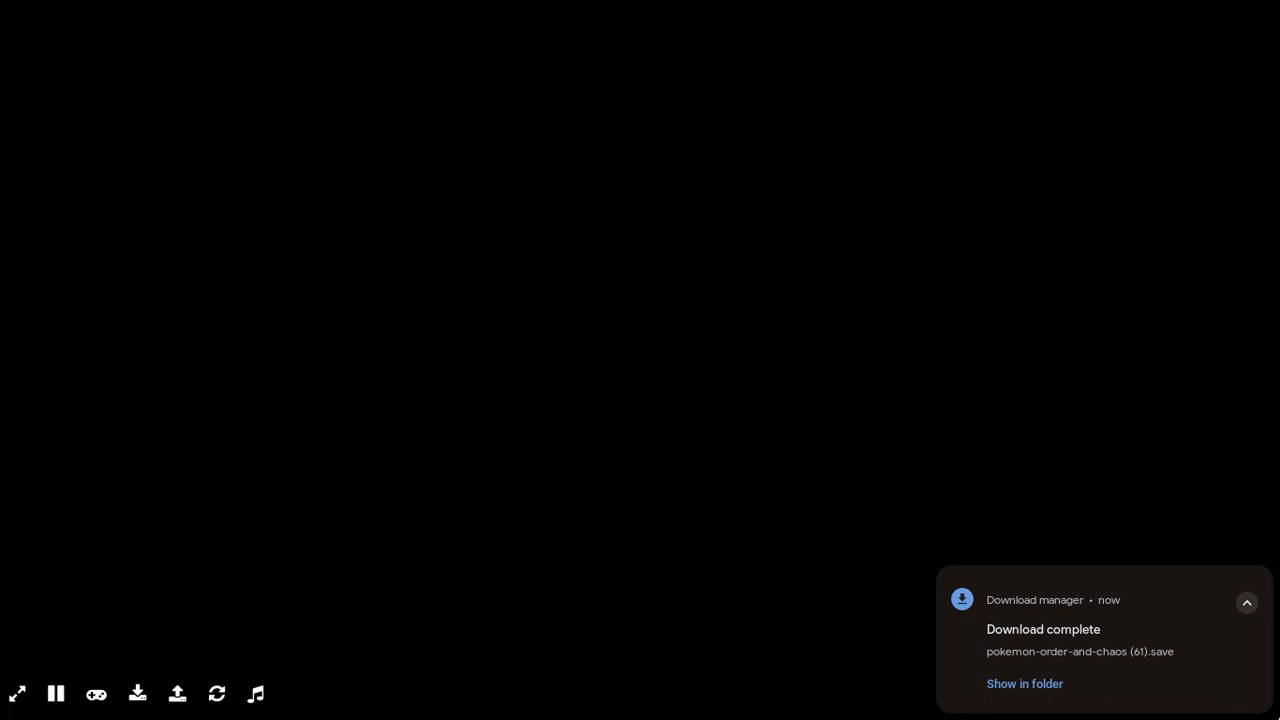 Download manager • now
Download complete
pokemon-order-and-chaos (61).save
Show in folder